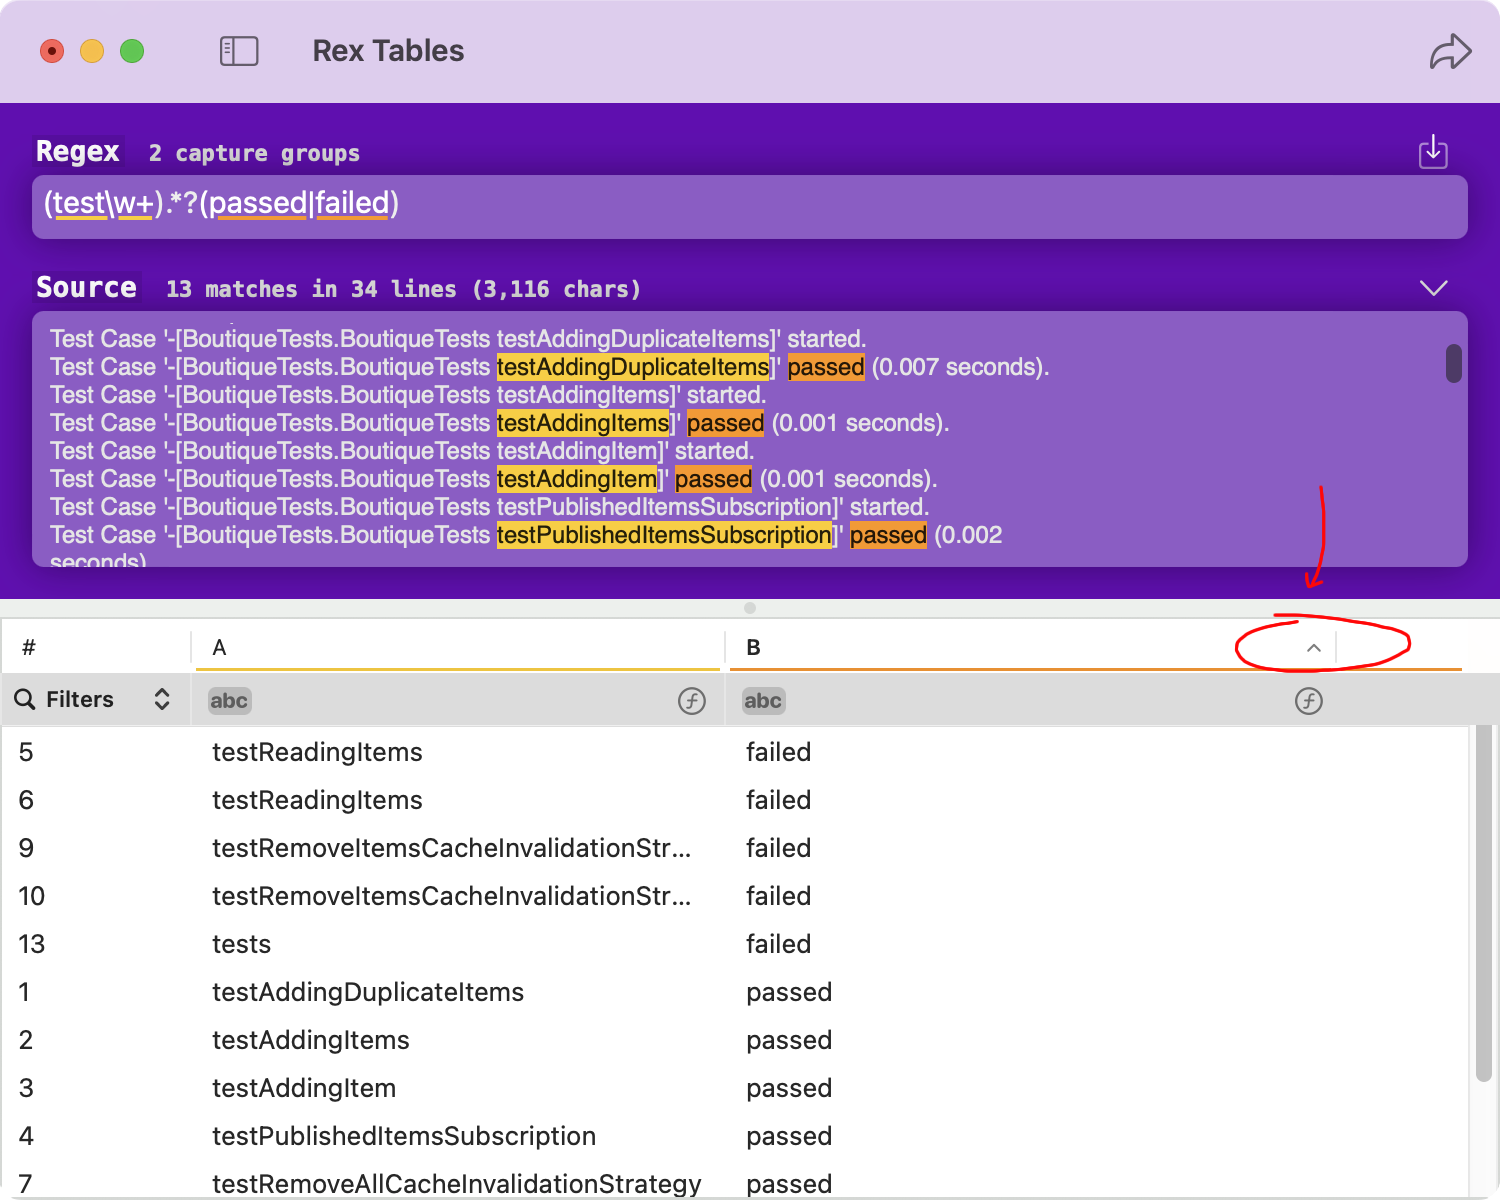 Rex Tables
Regex 2 capture groups
(test\w+).*?(passed|failed)
Source 13 matches in 34 lines (3,116 chars)
Test Case '-[BoutiqueTests.BoutiqueTests testAddingDuplicateItems]' started.
Test Case '-[BoutiqueTests.BoutiqueTests testAddingDuplicateItems]' passed (0.007 seconds).
Test Case '-[BoutiqueTests.BoutiqueTests testAddingItems]' started.
Test Case '-[BoutiqueTests.BoutiqueTests testAddingItems]' passed (0.001 seconds).
Test Case '-[BoutiqueTests.BoutiqueTests testAddingItem]' started.
Test Case '-[BoutiqueTests.BoutiqueTests testAddingItem]' passed (0.001 seconds).
Test Case '-[BoutiqueTests.BoutiqueTests testPublishedItemsSubscription]' started.
Test Case '-[BoutiqueTests.BoutiqueTests testPublishedItemsSubscription]' passed (0.002
seconds)
# A B
Filters abc f abc f
5 testReadingItems failed
6 testReadingItems failed
9 testRemoveItemsCacheInvalidationStr... failed
10 testRemoveItemsCacheInvalidationStr... failed
13 tests failed
1 testAddingDuplicateItems passed
2 testAddingItems passed
3 testAddingItem passed
4 testPublishedItemsSubscription passed
7 testRemoveAllCacheInvalidationStrategy passed